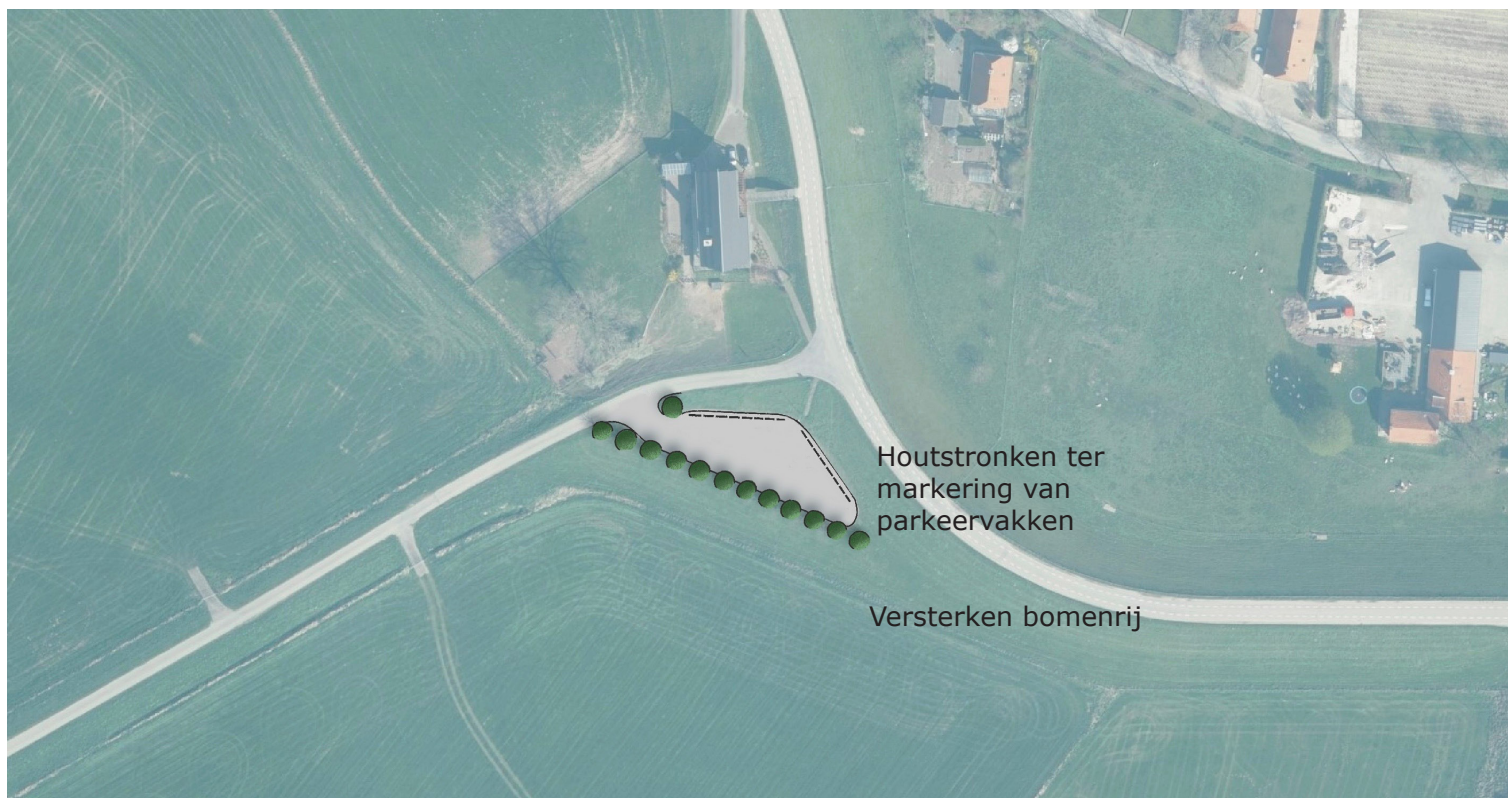 Houtstronken ter
markering van
parkeervakken
Versterken bomenrij